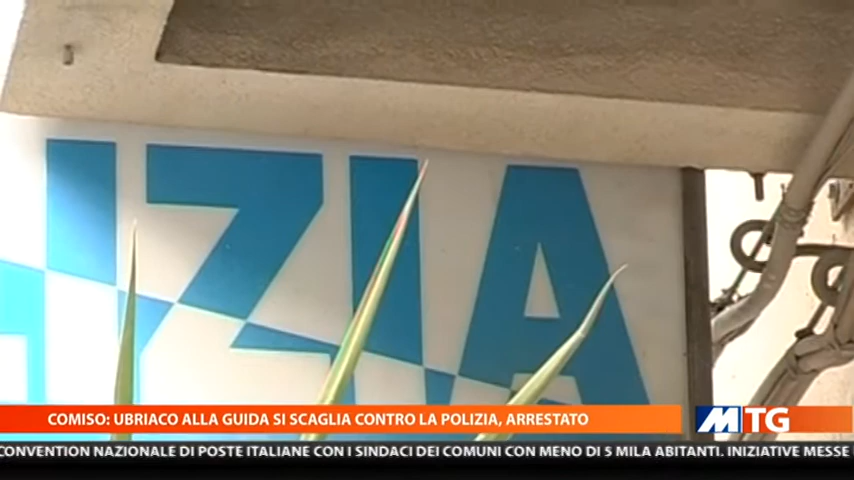 IZIA
COMISO: UBRIACO ALLA GUIDA SI SCAGLIA CONTRO LA POLIZIA, ARRESTATO
MTG
CONVENTION NAZIONALE DI POSTE ITALIANE CON I SINDACI DEI COMUNI CON MENO DI 5 MILA ABITANTI. INIZIATIVE MESSE